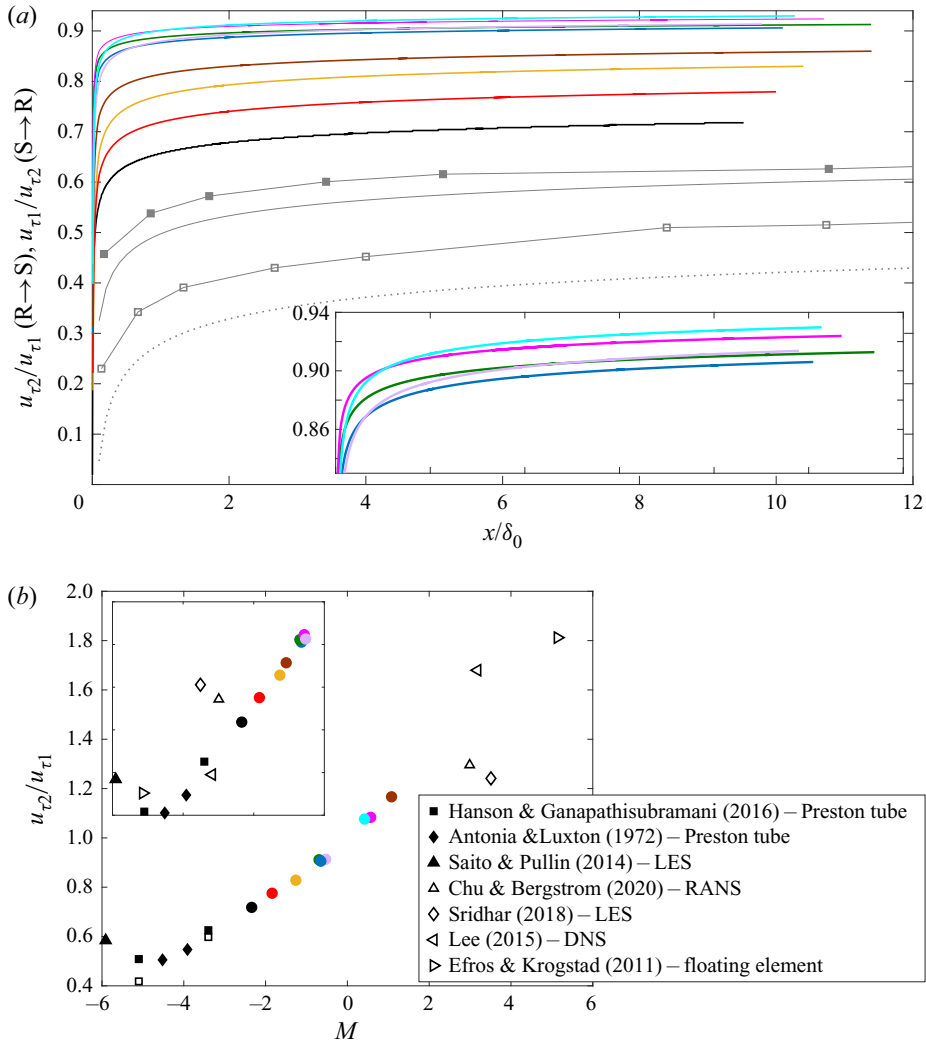 (a)
0.9
0.8
0.7
0.6
0.5
0.4
0.3
0.2
0.1
u_τ2/u_τ1 (R→S), u_τ1/u_τ2 (S→R)
0.94
0.90
0.86
0 2 4 6 8 10 12
x/δ_0
(b)
2.0
1.8
1.6
1.4
1.2
1.0
0.8
0.6
0.4
u_τ2/u_τ1
Hanson & Ganapathisubramani (2016) – Preston tube
Antonia &Luxton (1972) – Preston tube
Saito & Pullin (2014) – LES
Chu & Bergstrom (2020) – RANS
Sridhar (2018) – LES
Lee (2015) – DNS
Efros & Krogstad (2011) – floating element
−6 −4 −2 0 2 4 6
M